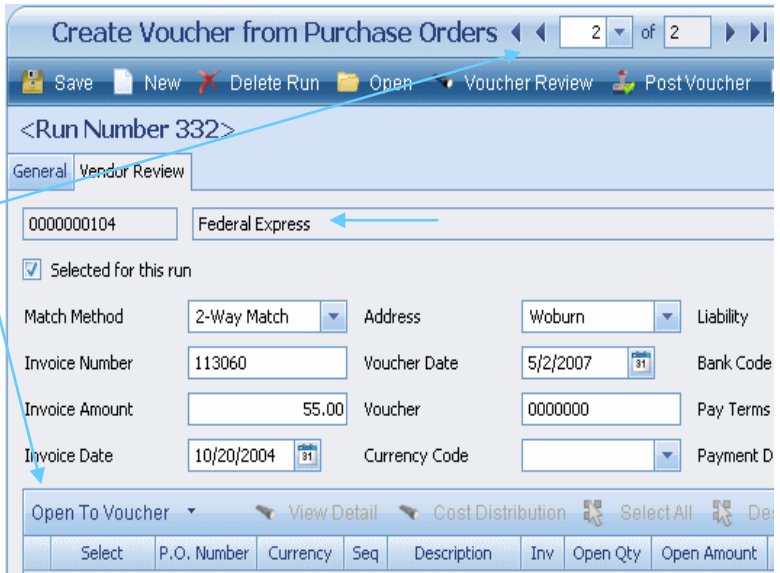 Create Voucher from Purchase Orders 2 of 2
Save New Delete Run Open Voucher Review Post Voucher
<Run Number 332>
General Vendor Review
0000000104 Federal Express
Selected for this run
Match Method 2-Way Match Address Woburn Liability
Invoice Number 113060 Voucher Date 5/2/2007 31 Bank Code
Invoice Amount 55.00 Voucher 0000000 Pay Terms
Invoice Date 10/20/2004 31 Currency Code Payment D
Open To Voucher View Detail Cost Distribution Select All Des
Select P.O. Number Currency Seq Description Inv Open Qty Open Amount